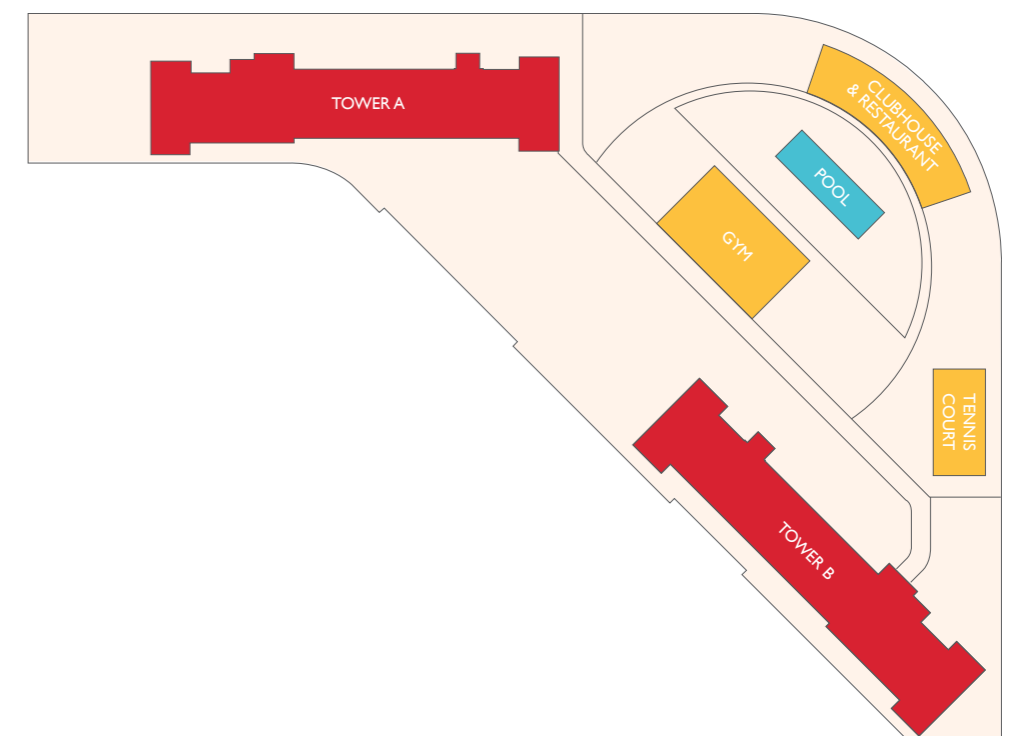 TOWER A
CLUBHOUSE
& RESTAURANT
POOL
GYM
TENNIS
COURT
TOWER B